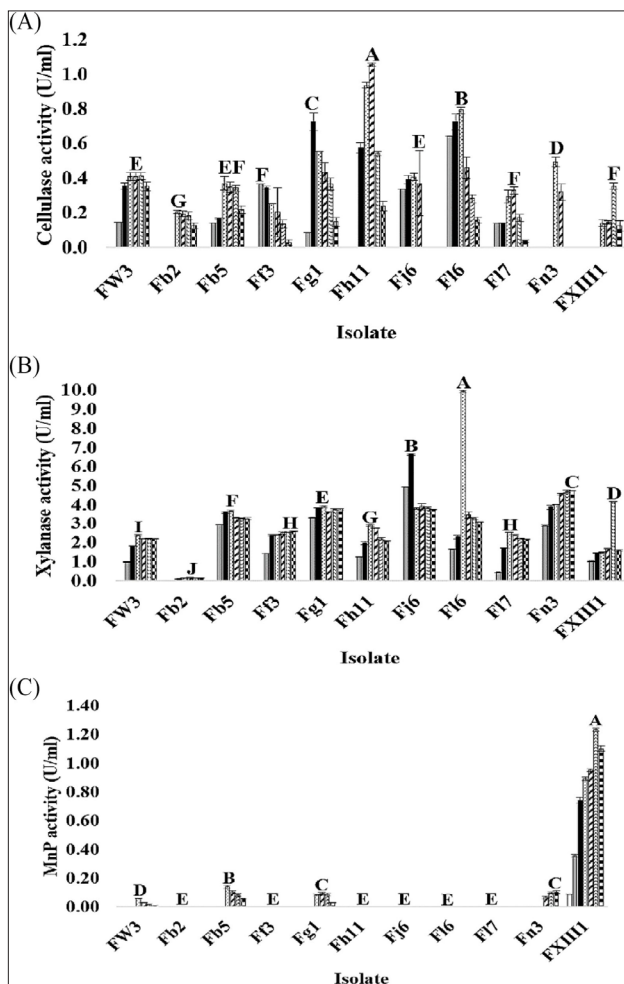 (A)
Cellulase activity (U/ml)
1.2
1.0
0.8
0.6
0.4
0.2
0.0
E G E F F C A E B F D F
FW3 Fb2 Fb5 Ff3 Fg1 Fh11 Fj6 Fl6 Fl7 Fn3 FXIII1
Isolate
(B)
Xylanase activity (U/ml)
10.0
9.0
8.0
7.0
6.0
5.0
4.0
3.0
2.0
1.0
0.0
I J F H E G B A H C D
FW3 Fb2 Fb5 Ff3 Fg1 Fh11 Fj6 Fl6 Fl7 Fn3 FXIII1
Isolate
(C)
MnP activity (U/ml)
1.40
1.20
1.00
0.80
0.60
0.40
0.20
0.00
D E B E C E E E E C A
FW3 Fb2 Fb5 Ff3 Fg1 Fh11 Fj6 Fl6 Fl7 Fn3 FXIII1
Isolate